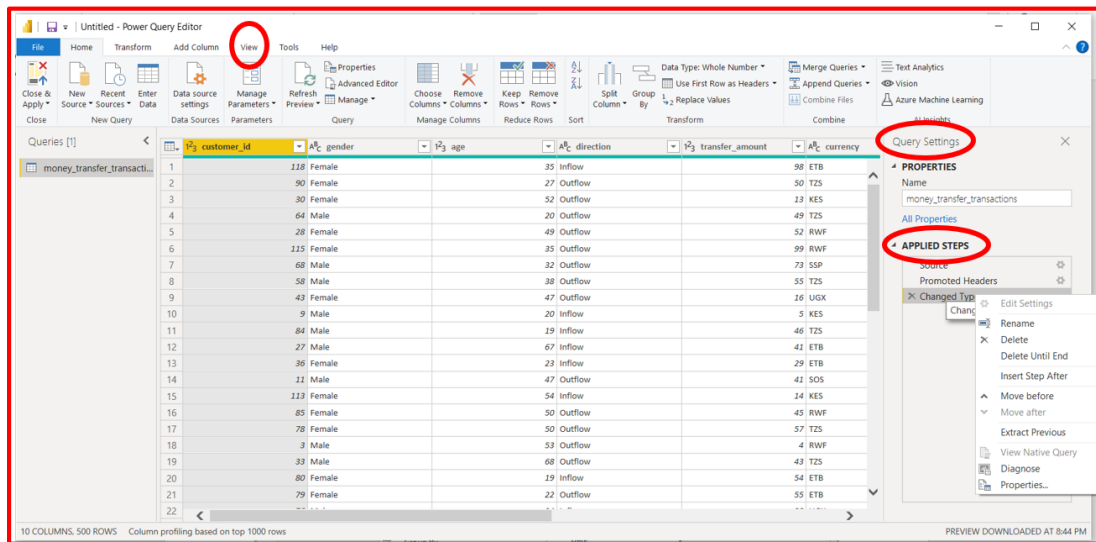 Untitled - Power Query Editor
File Home Transform Add Column View Tools Help
Close & Apply
New Source
Recent Sources
Enter Data
Data source settings
Manage Parameters
Refresh Preview
Properties
Advanced Editor
Manage
Choose Columns
Remove Columns
Keep Rows
Remove Rows
Split Column
Group By
Data Type: Whole Number
Use First Row as Headers
Replace Values
Merge Queries
Append Queries
Combine Files
Text Analytics
Vision
Azure Machine Learning
Close New Query Data Sources Parameters Query Manage Columns Reduce Rows Sort Transform Combine AI Insights
Queries [1]
money_transfer_transacti...
customer_id gender age direction transfer_amount currency
1 118 Female 35 Inflow 98 ETB
2 90 Female 27 Outflow 50 TZS
3 30 Female 52 Outflow 13 KES
4 64 Male 20 Outflow 49 TZS
5 28 Female 49 Outflow 52 RWF
6 115 Female 35 Outflow 99 RWF
7 68 Male 32 Outflow 73 SSP
8 58 Male 38 Outflow 55 TZS
9 43 Female 47 Outflow 16 UGX
10 9 Male 20 Inflow 5 KES
11 84 Male 19 Inflow 46 TZS
12 27 Male 67 Inflow 41 ETB
13 36 Female 23 Inflow 29 ETB
14 11 Male 47 Outflow 41 SOS
15 113 Female 54 Inflow 14 KES
16 85 Female 50 Outflow 45 RWF
17 78 Female 50 Outflow 57 TZS
18 3 Male 53 Outflow 4 RWF
19 33 Male 68 Outflow 43 TZS
20 80 Female 19 Inflow 54 ETB
21 79 Female 22 Outflow 55 ETB
22
Query Settings
PROPERTIES
Name
money_transfer_transactions
All Properties
APPLIED STEPS
Source
Promoted Headers
Changed Typ
Chang
Edit Settings
Rename
Delete
Delete Until End
Insert Step After
Move before
Move after
Extract Previous
View Native Query
Diagnose
Properties...
10 COLUMNS, 500 ROWS Column profiling based on top 1000 rows
PREVIEW DOWNLOADED AT 8:44 PM